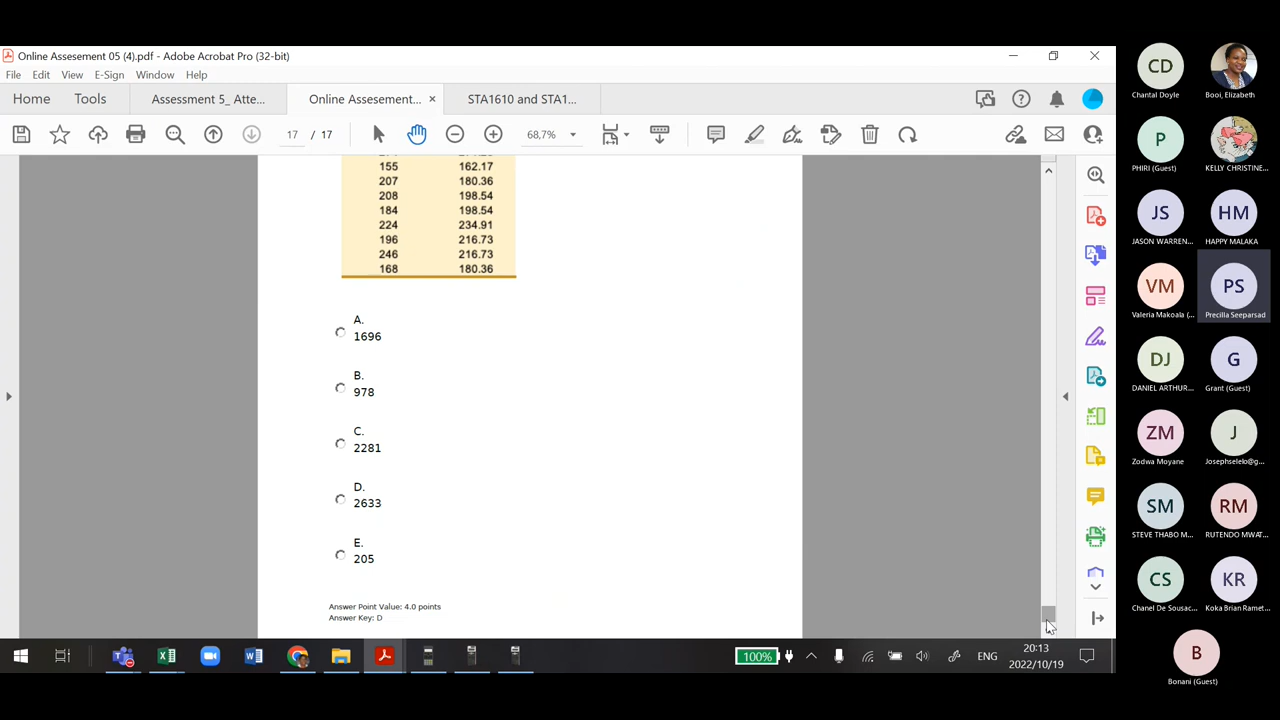 Online Assesement 05 (4).pdf - Adobe Acrobat Pro (32-bit)
File Edit View E-Sign Window Help
Home Tools Assessment 5_ Atte... Online Assesement... STA1610 and STA1...
17 / 17 68,7%
155 162.17
207 180.36
208 198.54
184 198.54
224 234.91
196 216.73
246 216.73
168 180.36
A.
1696
B.
978
C.
2281
D.
2633
E.
205
Answer Point Value: 4.0 points
Answer Key: D
100% ENG 20:13
2022/10/19
CD
Chantal Doyle
Booi, Elizabeth
P
PHIRI (Guest)
KELLY CHRISTINE...
JS HM
JASON WARREN... HAPPY MALAKA
VM PS
Valeria Makoala (... Precilla Seeparsad
DJ G
DANIEL ARTHUR... Grant (Guest)
ZM J
Zodwa Moyane Josephselelo@g...
SM RM
STEVE THABO M... RUTENDO MWAT...
CS KR
Chanel De Sousa... Koka Brian Ramet...
B
Bonani (Guest)